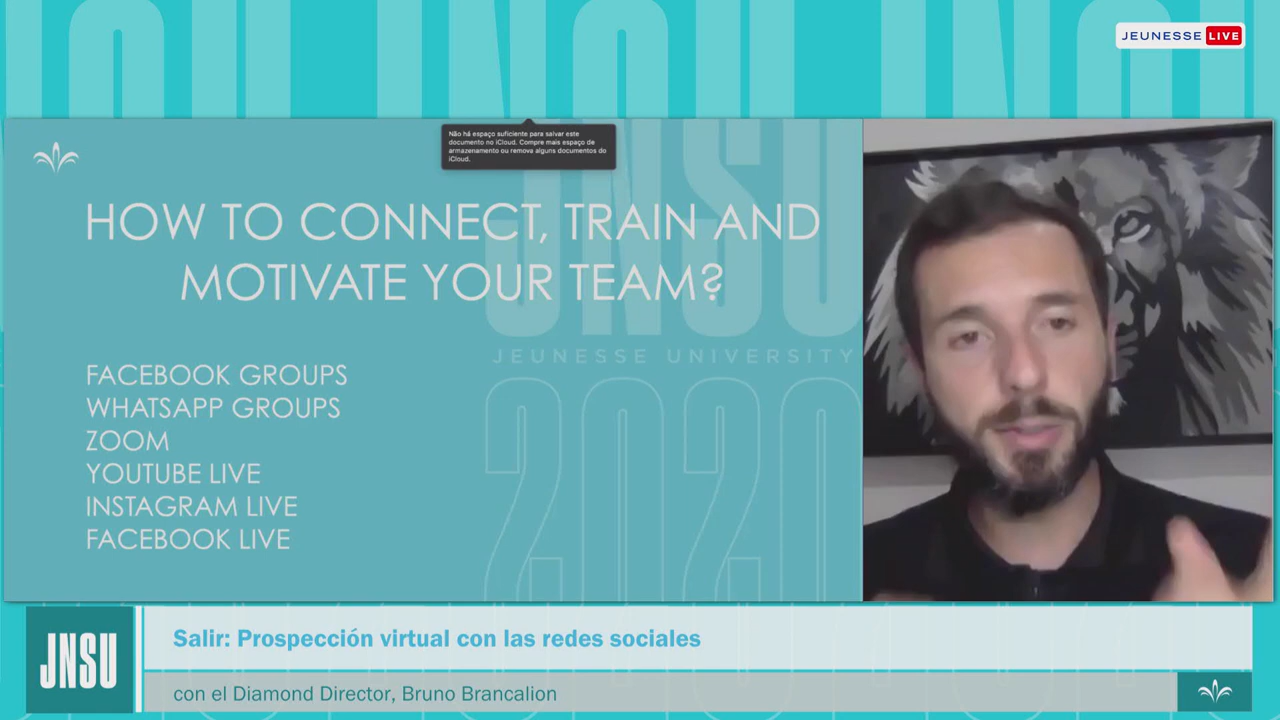 JEUNESSE LIVE
Não há espaço suficiente para salvar este
documento no iCloud. Compre mais espaço de
armazenamento ou remova alguns documentos do
iCloud.
HOW TO CONNECT, TRAIN AND
MOTIVATE YOUR TEAM?
JNSU
JEUNESSE UNIVERSITY
2020
FACEBOOK GROUPS
WHATSAPP GROUPS
ZOOM
YOUTUBE LIVE
INSTAGRAM LIVE
FACEBOOK LIVE
JNSU
Salir: Prospección virtual con las redes sociales
con el Diamond Director, Bruno Brancalion